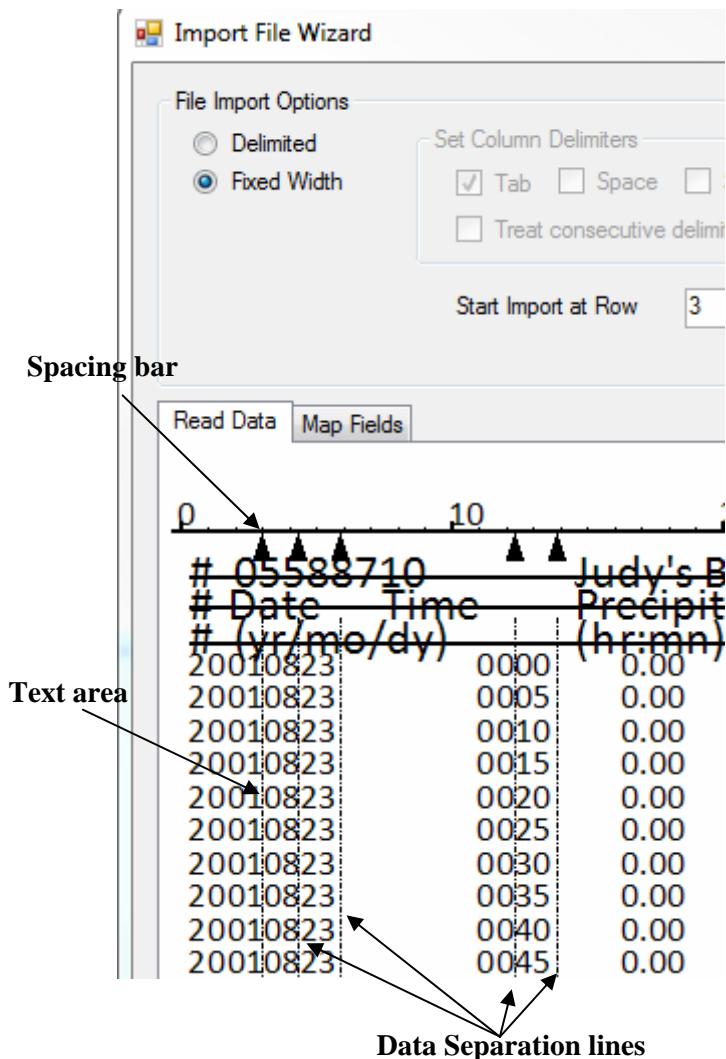 Import File Wizard
File Import Options
Delimited
Fixed Width
Set Column Delimiters
Tab Space
Treat consecutive delimi
Start Import at Row 3
Spacing bar
Read Data Map Fields
0 10
# 05588710 Judy's B
# Date Time Precipit
# (yr/mo/dy) (hr:mn)
20010823 0000 0.00
Text area
20010823 0005 0.00
20010823 0010 0.00
20010823 0015 0.00
20010823 0020 0.00
20010823 0025 0.00
20010823 0030 0.00
20010823 0035 0.00
20010823 0040 0.00
20010823 0045 0.00
Data Separation lines